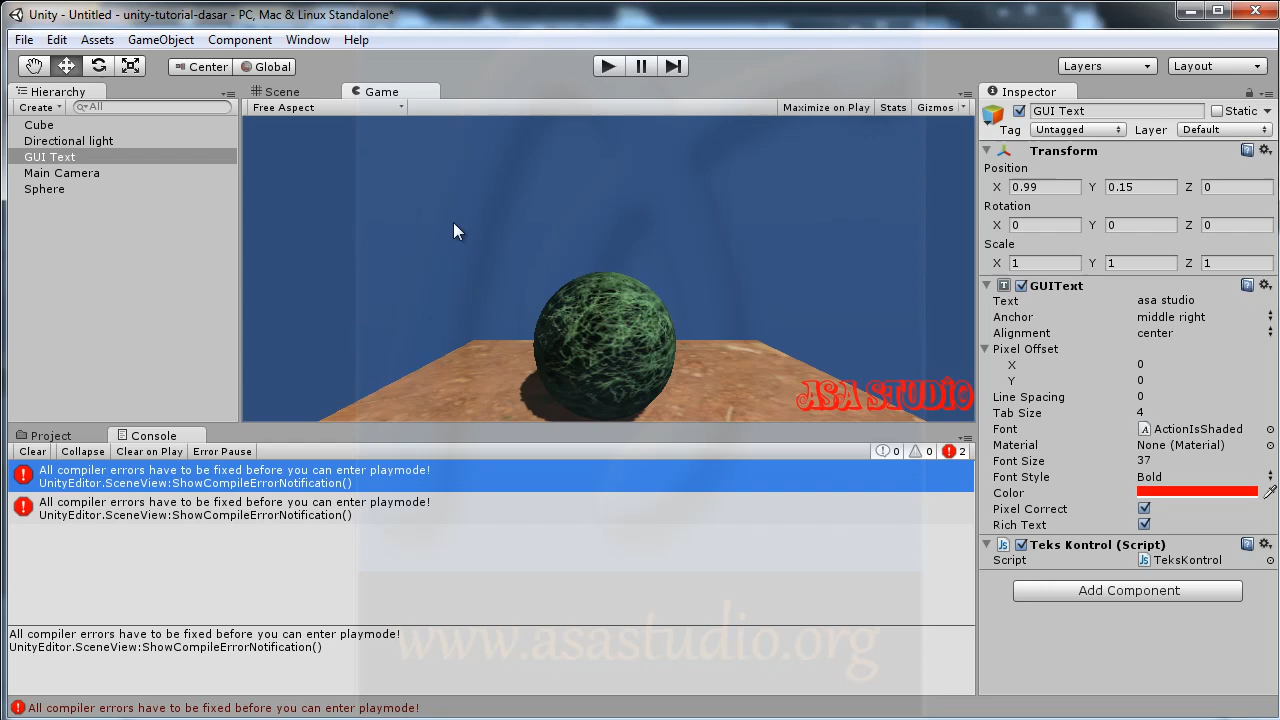 Unity - Untitled - unity-tutorial-dasar - PC, Mac & Linux Standalone*
File Edit Assets GameObject Component Window Help
Center Global Layers Layout
Hierarchy
Create All
Cube
Directional light
GUI Text
Main Camera
Sphere
Scene Game
Free Aspect Maximize on Play Stats Gizmos
ASA STUDIO
Project Console
Clear Collapse Clear on Play Error Pause 0 0 2
All compiler errors have to be fixed before you can enter playmode!
UnityEditor.SceneView:ShowCompileErrorNotification()
All compiler errors have to be fixed before you can enter playmode!
UnityEditor.SceneView:ShowCompileErrorNotification()
All compiler errors have to be fixed before you can enter playmode!
UnityEditor.SceneView:ShowCompileErrorNotification()
www.asastudio.org
All compiler errors have to be fixed before you can enter playmode!
Inspector
GUI Text Static
Tag Untagged Layer Default
Transform
Position
X 0.99 Y 0.15 Z 0
Rotation
X 0 Y 0 Z 0
Scale
X 1 Y 1 Z 1
GUIText
Text asa studio
Anchor middle right
Alignment center
Pixel Offset
X 0
Y 0
Line Spacing 0
Tab Size 4
Font ActionIsShaded
Material None (Material)
Font Size 37
Font Style Bold
Color
Pixel Correct
Rich Text
Teks Kontrol (Script)
Script TeksKontrol
Add Component